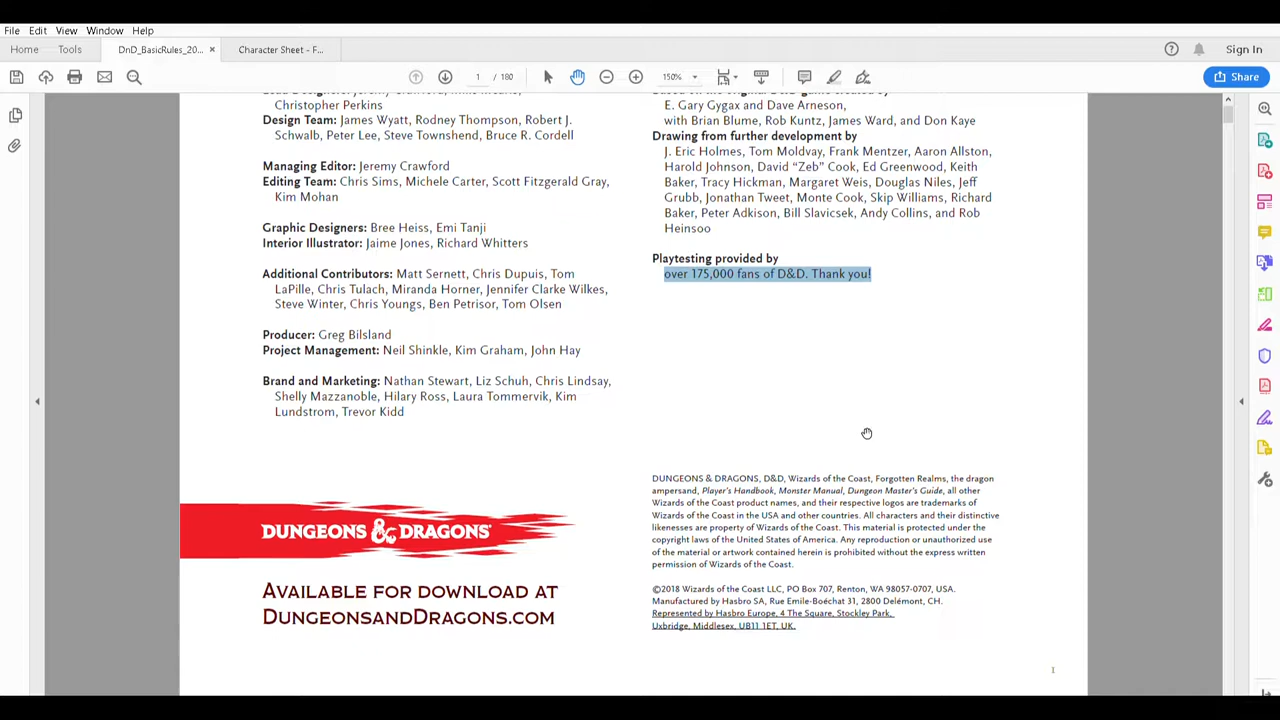 File Edit View Window Help
Home Tools DnD_BasicRules_20... × Character Sheet - F... Sign In
1 / 180 150% Share
Christopher Perkins
Design Team: James Wyatt, Rodney Thompson, Robert J.
Schwalb, Peter Lee, Steve Townshend, Bruce R. Cordell
Managing Editor: Jeremy Crawford
Editing Team: Chris Sims, Michele Carter, Scott Fitzgerald Gray,
Kim Mohan
Graphic Designers: Bree Heiss, Emi Tanji
Interior Illustrator: Jaime Jones, Richard Whitters
Additional Contributors: Matt Sernett, Chris Dupuis, Tom
LaPille, Chris Tulach, Miranda Horner, Jennifer Clarke Wilkes,
Steve Winter, Chris Youngs, Ben Petrisor, Tom Olsen
Producer: Greg Bilsland
Project Management: Neil Shinkle, Kim Graham, John Hay
Brand and Marketing: Nathan Stewart, Liz Schuh, Chris Lindsay,
Shelly Mazzanoble, Hilary Ross, Laura Tommervik, Kim
Lundstrom, Trevor Kidd
DUNGEONS & DRAGONS®
AVAILABLE FOR DOWNLOAD AT
DUNGEONSANDDRAGONS.COM
E. Gary Gygax and Dave Arneson,
with Brian Blume, Rob Kuntz, James Ward, and Don Kaye
Drawing from further development by
J. Eric Holmes, Tom Moldvay, Frank Mentzer, Aaron Allston,
Harold Johnson, David “Zeb” Cook, Ed Greenwood, Keith
Baker, Tracy Hickman, Margaret Weis, Douglas Niles, Jeff
Grubb, Jonathan Tweet, Monte Cook, Skip Williams, Richard
Baker, Peter Adkison, Bill Slavicsek, Andy Collins, and Rob
Heinsoo
Playtesting provided by
over 175,000 fans of D&D. Thank you!
DUNGEONS & DRAGONS, D&D, Wizards of the Coast, Forgotten Realms, the dragon
ampersand, Player’s Handbook, Monster Manual, Dungeon Master’s Guide, all other
Wizards of the Coast product names, and their respective logos are trademarks of
Wizards of the Coast in the USA and other countries. All characters and their distinctive
likenesses are property of Wizards of the Coast. This material is protected under the
copyright laws of the United States of America. Any reproduction or unauthorized use
of the material or artwork contained herein is prohibited without the express written
permission of Wizards of the Coast.
©2018 Wizards of the Coast LLC, PO Box 707, Renton, WA 98057-0707, USA.
Manufactured by Hasbro SA, Rue Emile-Boéchat 31, 2800 Delémont, CH.
Represented by Hasbro Europe, 4 The Square, Stockley Park,
Uxbridge, Middlesex, UB11 1ET, UK.
1